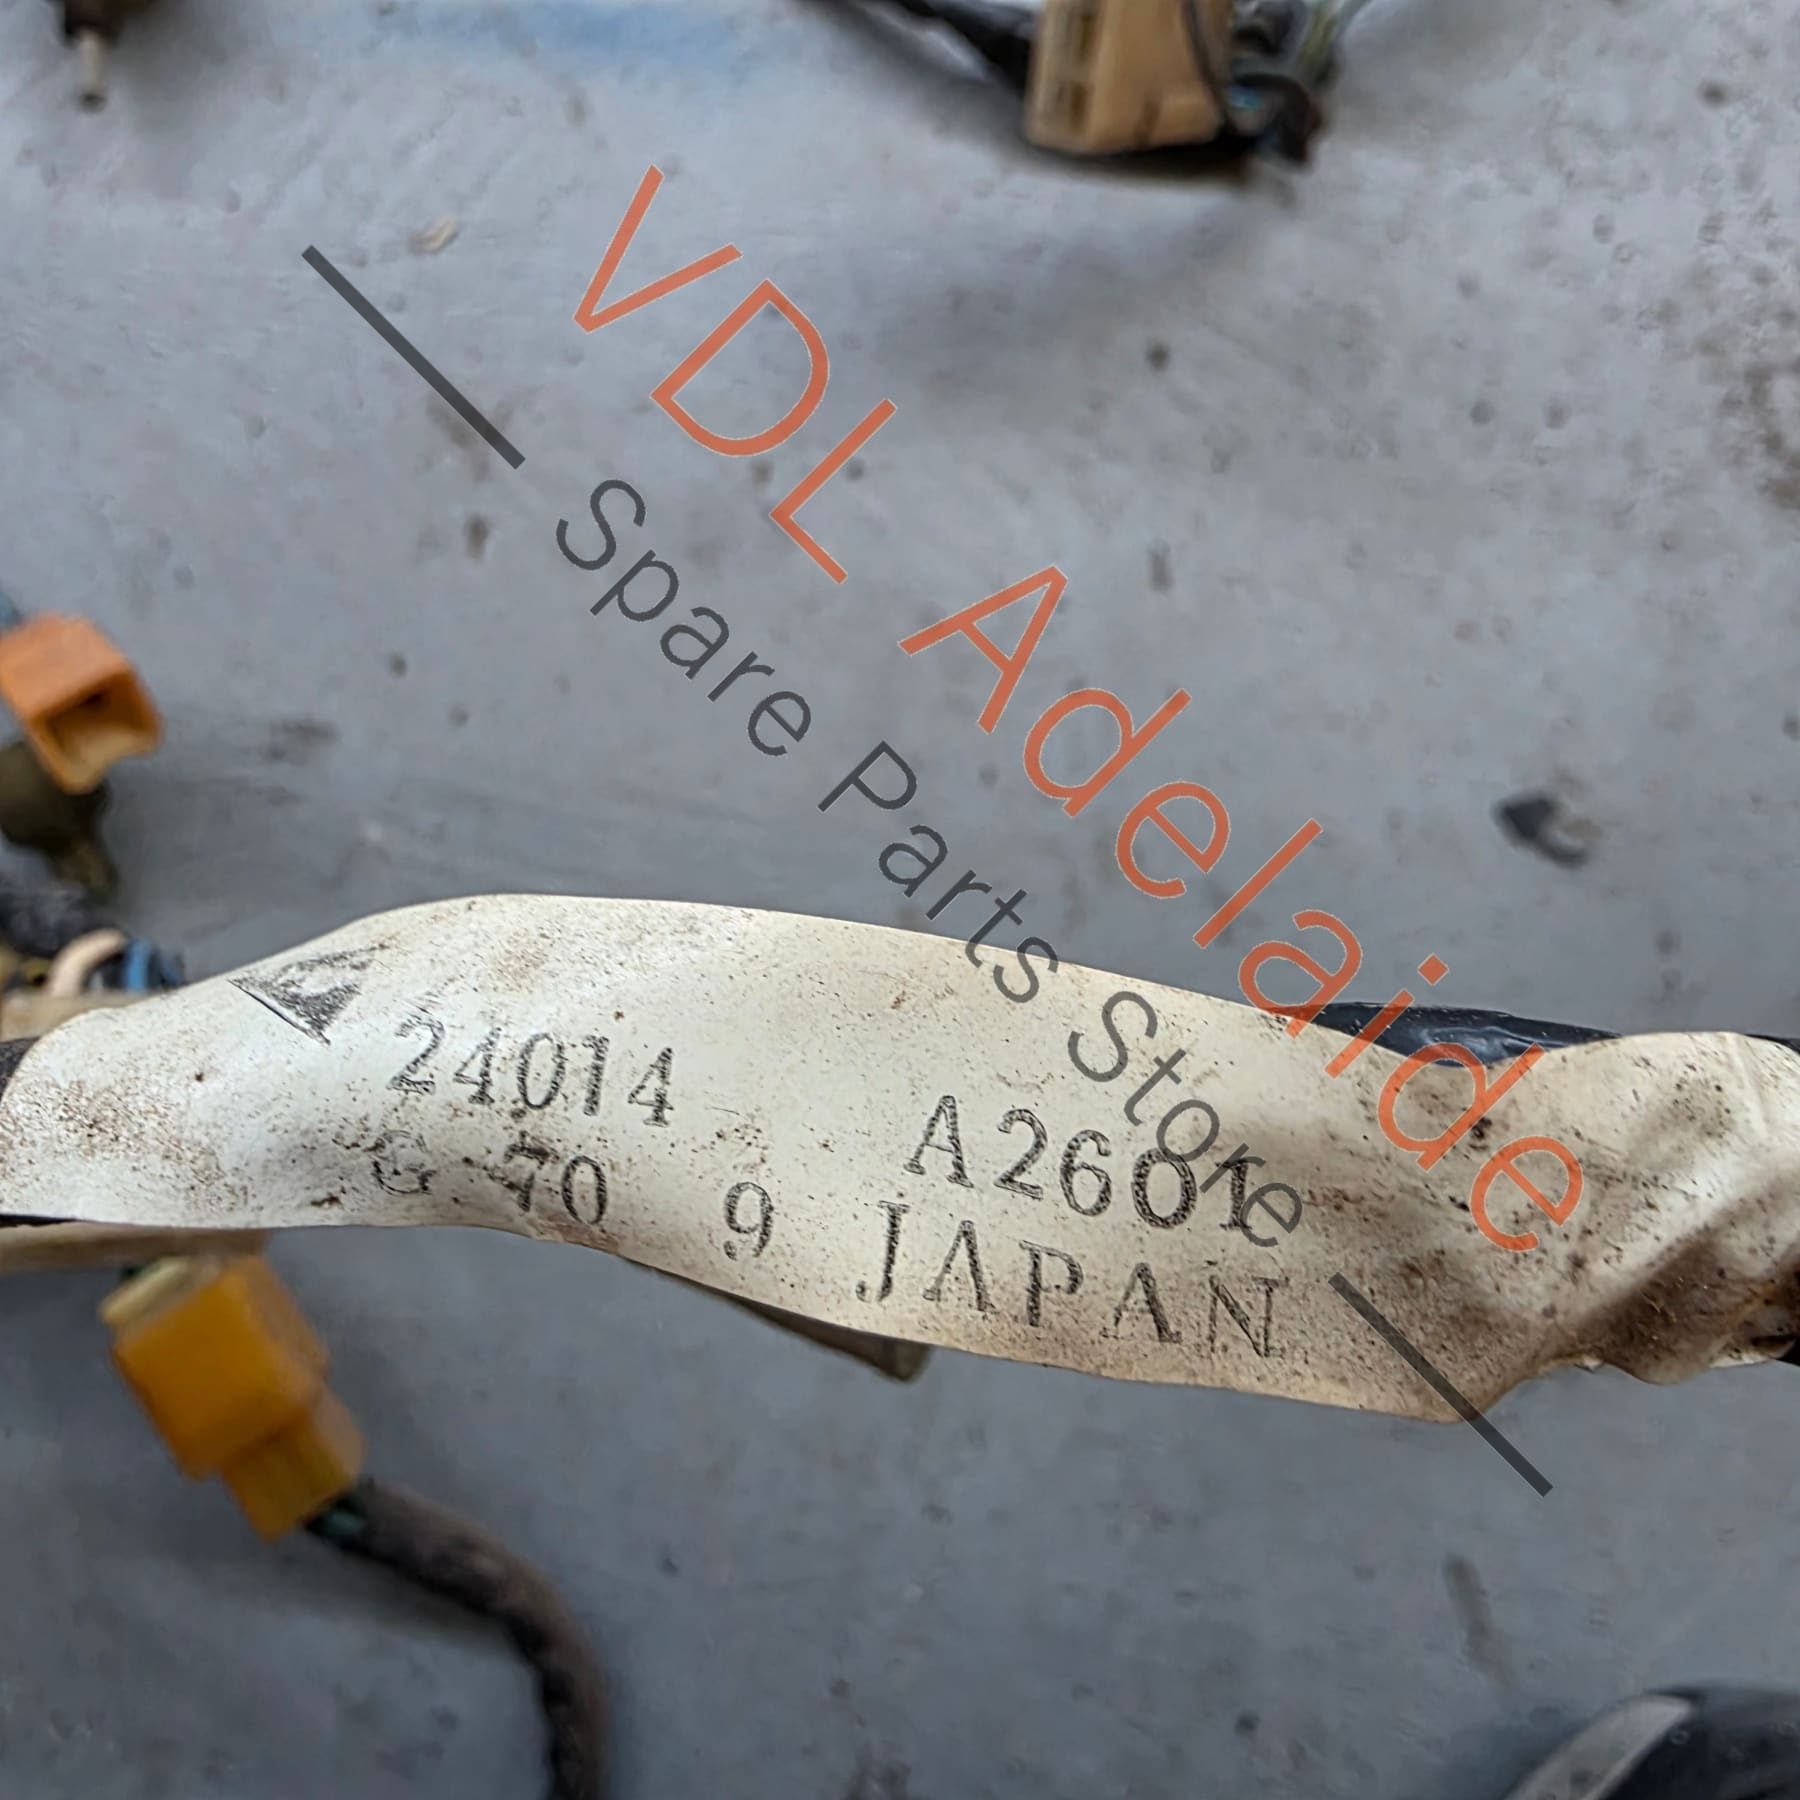 VDL Adelaide
Spare Parts Store
24014 A2601
70 9 JAPAN